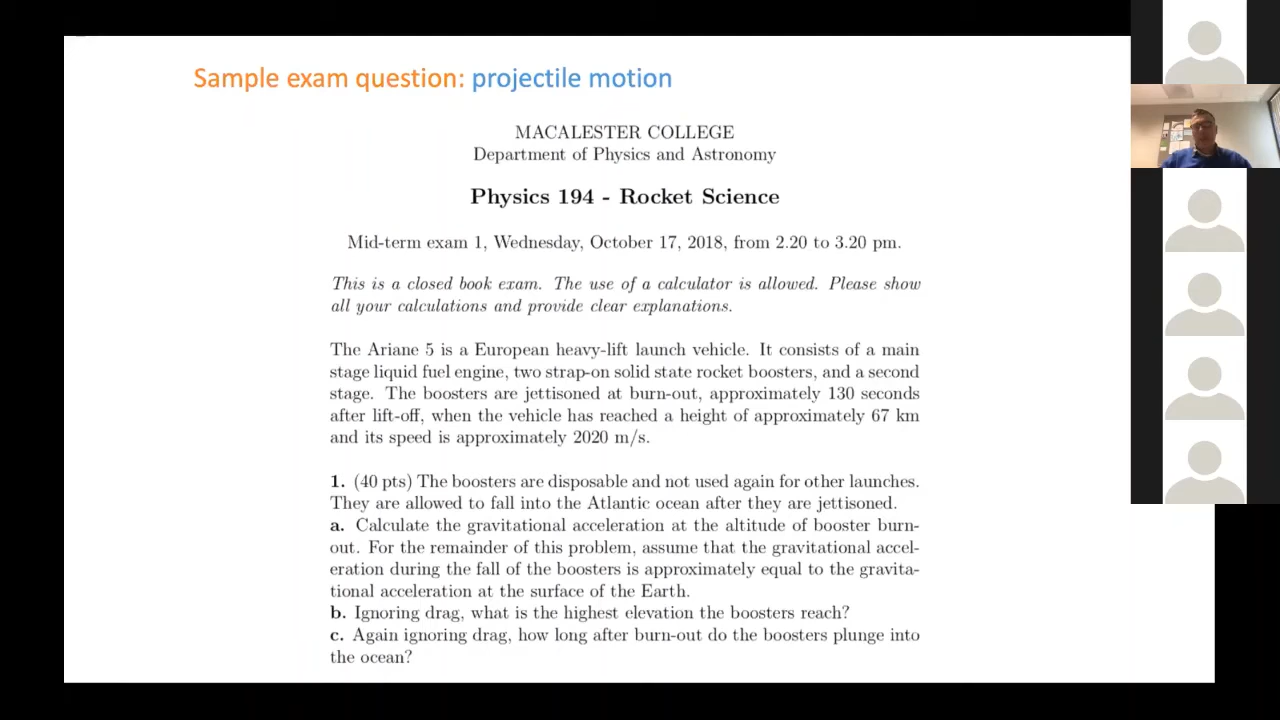 Sample exam question: projectile motion
MACALESTER COLLEGE
Department of Physics and Astronomy
Physics 194 - Rocket Science
Mid-term exam 1, Wednesday, October 17, 2018, from 2.20 to 3.20 pm.
This is a closed book exam. The use of a calculator is allowed. Please show
all your calculations and provide clear explanations.
The Ariane 5 is a European heavy-lift launch vehicle. It consists of a main
stage liquid fuel engine, two strap-on solid state rocket boosters, and a second
stage. The boosters are jettisoned at burn-out, approximately 130 seconds
after lift-off, when the vehicle has reached a height of approximately 67 km
and its speed is approximately 2020 m/s.
1. (40 pts) The boosters are disposable and not used again for other launches.
They are allowed to fall into the Atlantic ocean after they are jettisoned.
a. Calculate the gravitational acceleration at the altitude of booster burn-
out. For the remainder of this problem, assume that the gravitational accel-
eration during the fall of the boosters is approximately equal to the gravita-
tional acceleration at the surface of the Earth.
b. Ignoring drag, what is the highest elevation the boosters reach?
c. Again ignoring drag, how long after burn-out do the boosters plunge into
the ocean?